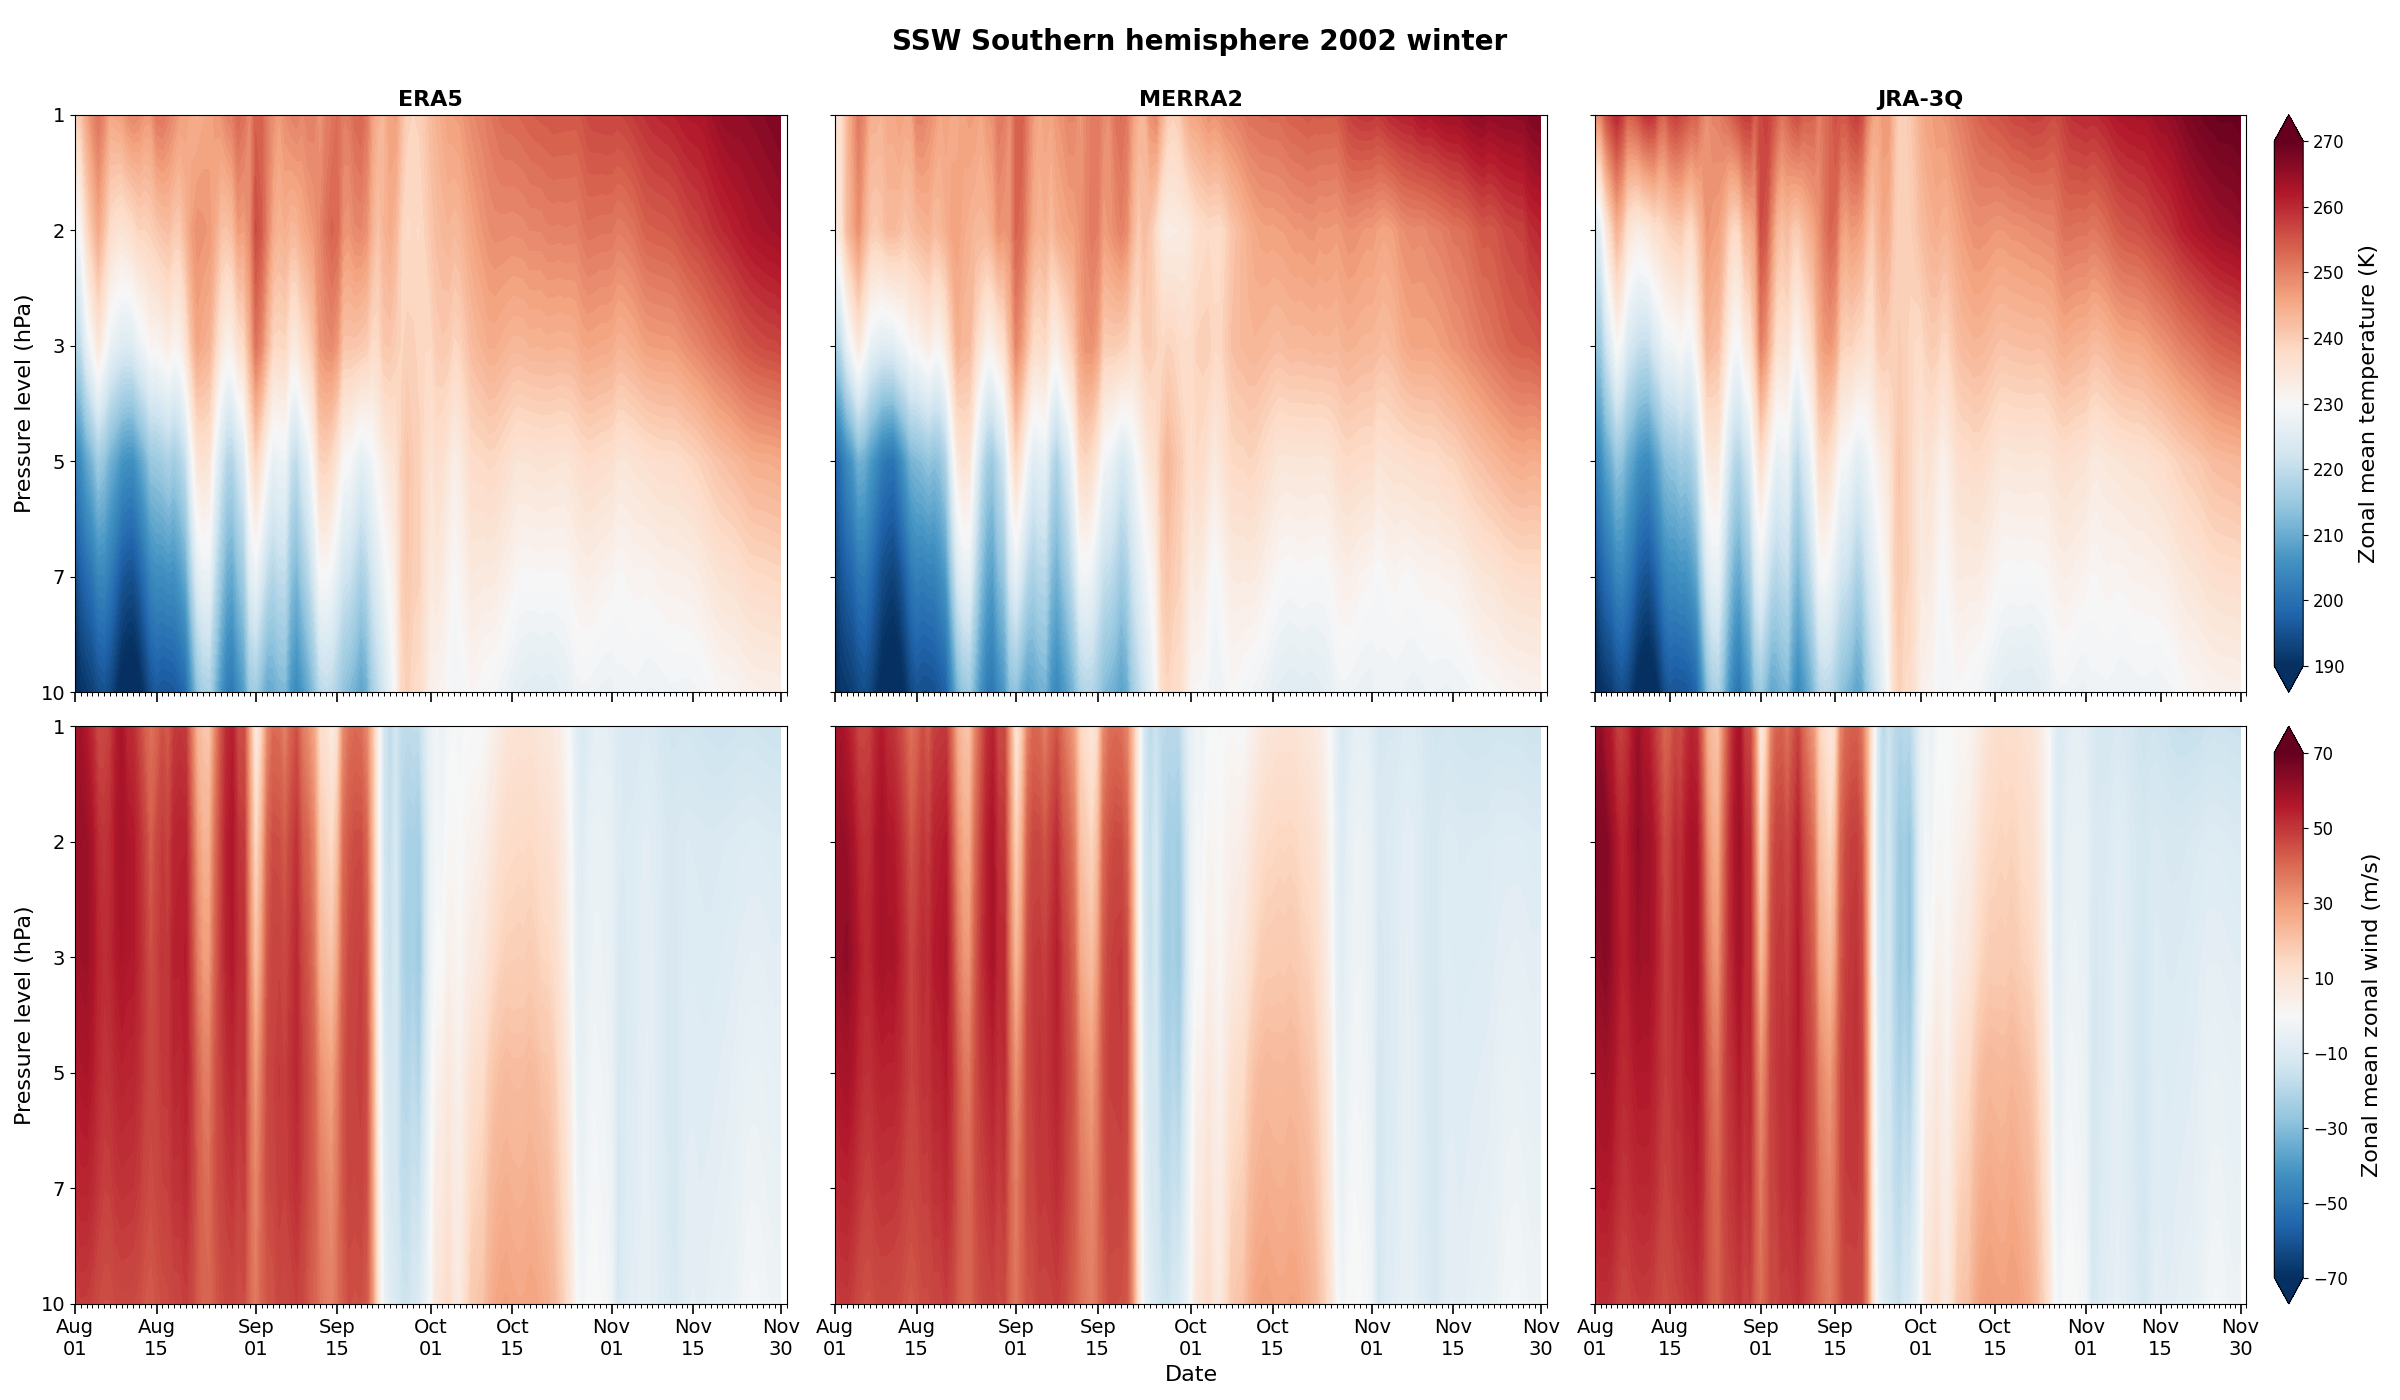 SSW Southern hemisphere 2002 winter
ERA5
MERRA2
JRA-3Q
Pressure level (hPa)
1
2
3
5
7
10
270
260
250
240
230
220
210
200
190
Zonal mean temperature (K)
Pressure level (hPa)
1
2
3
5
7
10
70
50
30
10
−10
−30
−50
−70
Zonal mean zonal wind (m/s)
Aug Aug Sep Sep Oct Oct Nov Nov Nov
01 15 01 15 01 15 01 15 30
Aug Aug Sep Sep Oct Oct Nov Nov Nov
01 15 01 15 01 15 01 15 30
Aug Aug Sep Sep Oct Oct Nov Nov Nov
01 15 01 15 01 15 01 15 30
Date